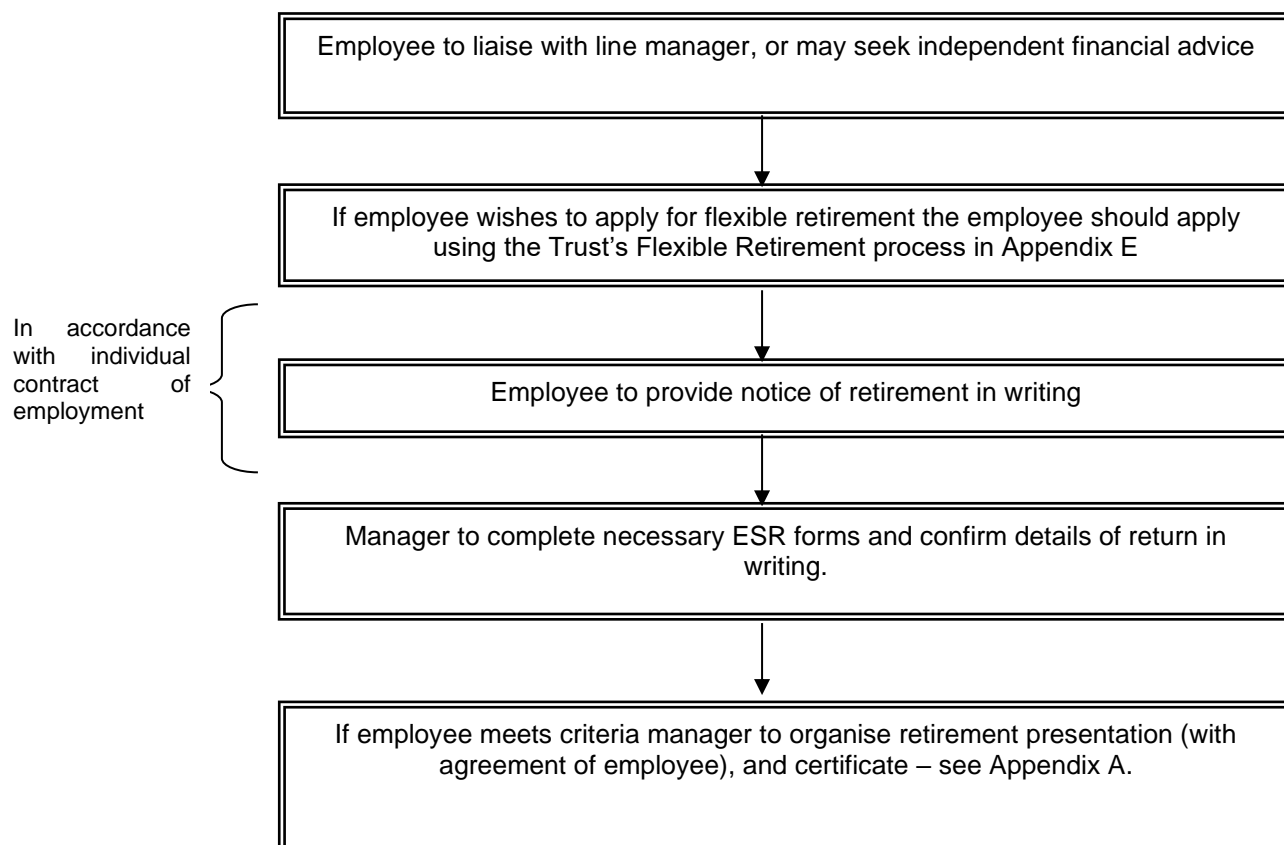 Employee to liaise with line manager, or may seek independent financial advice
If employee wishes to apply for flexible retirement the employee should apply
using the Trust’s Flexible Retirement process in Appendix E
In accordance
with individual
contract of
employment
Employee to provide notice of retirement in writing
Manager to complete necessary ESR forms and confirm details of return in
writing.
If employee meets criteria manager to organise retirement presentation (with
agreement of employee), and certificate – see Appendix A.